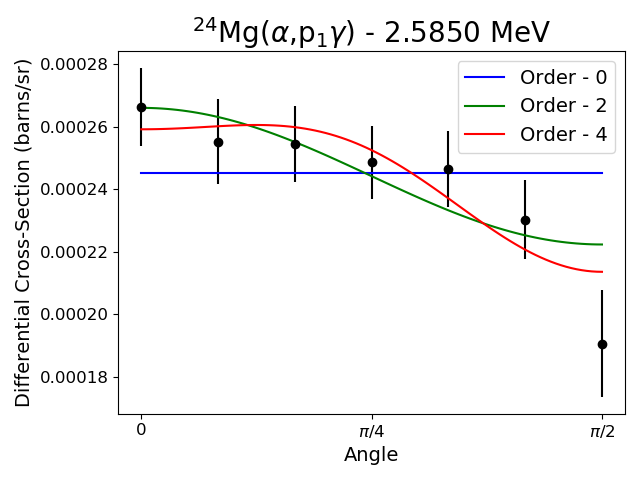 ²⁴Mg(α,p₁γ) - 2.5850 MeV
Differential Cross-Section (barns/sr)
0.00028
0.00026
0.00024
0.00022
0.00020
0.00018
Order - 0
Order - 2
Order - 4
0
π/4
π/2
Angle